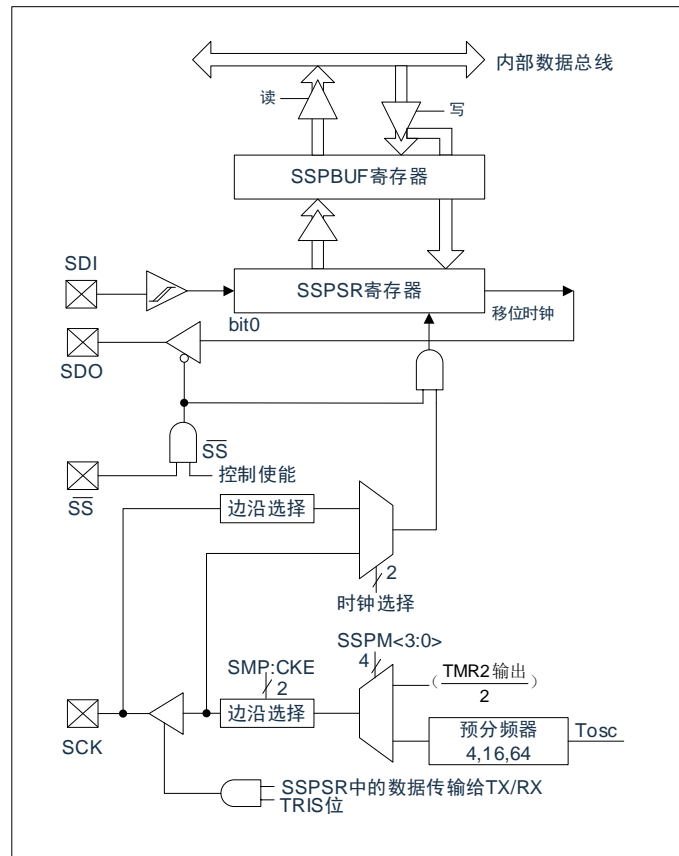 内部数据总线
读
写
SSPBUF寄存器
SDI
SSPSR寄存器
bit0
移位时钟
SDO
SS
控制使能
SS
边沿选择
2
时钟选择
SSPM<3:0>
4
SMP:CKE
2
(TMR2输出
2)
边沿选择
SCK
预分频器
4,16,64
Tosc
SSPSR中的数据传输给TX/RX
TRIS位